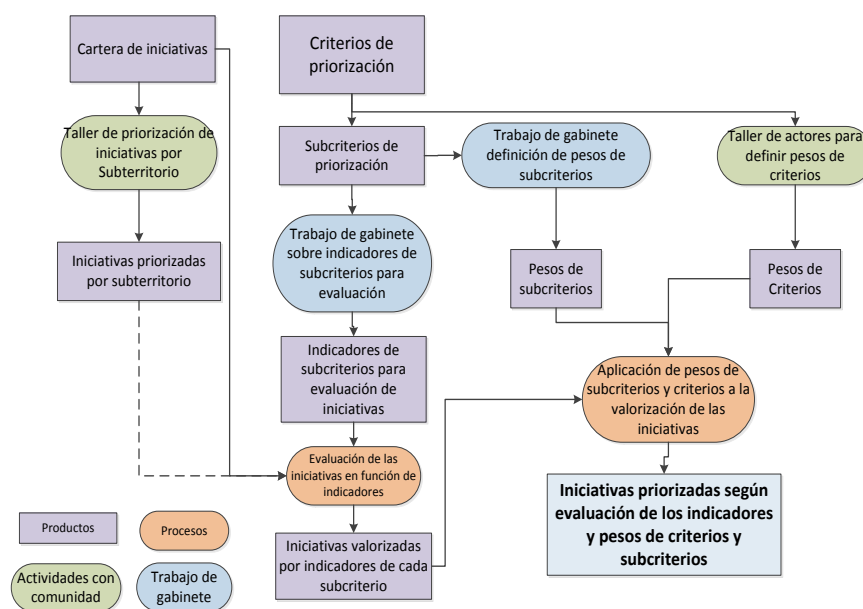 Cartera de iniciativas
Criterios de
priorización
Taller de priorización de
iniciativas por
Subterritorio
Subcriterios de
priorización
Trabajo de gabinete
definición de pesos de
subcriterios
Taller de actores para
definir pesos de
criterios
Trabajo de gabinete
sobre indicadores de
subcriterios para
evaluación
Iniciativas priorizadas
por subterritorio
Pesos de
subcriterios
Pesos de
Criterios
Indicadores de
subcriterios para
evaluación de
iniciativas
Aplicación de pesos de
subcriterios y criterios a la
valorización de las
iniciativas
Evaluación de las
iniciativas en función de
indicadores
Iniciativas priorizadas según
evaluación de los indicadores
y pesos de criterios y
subcriterios
Iniciativas valorizadas
por indicadores de cada
subcriterio
Productos
Procesos
Actividades con
comunidad
Trabajo de
gabinete